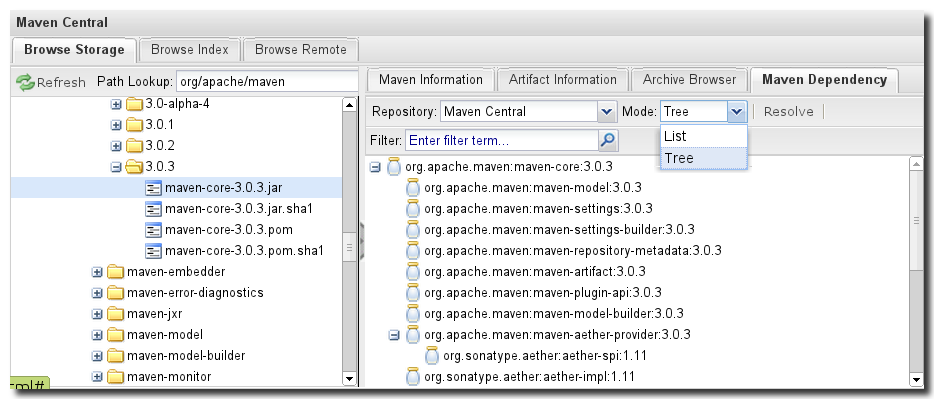 Maven Central
Browse Storage Browse Index Browse Remote
Refresh Path Lookup: org/apache/maven
3.0-alpha-4
3.0.1
3.0.2
3.0.3
maven-core-3.0.3.jar
maven-core-3.0.3.jar.sha1
maven-core-3.0.3.pom
maven-core-3.0.3.pom.sha1
maven-embedder
maven-error-diagnostics
maven-jxr
maven-model
maven-model-builder
maven-monitor
Maven Information Artifact Information Archive Browser Maven Dependency
Repository: Maven Central Mode: Tree Resolve
List
Tree
Filter: Enter filter term...
org.apache.maven:maven-core:3.0.3
org.apache.maven:maven-model:3.0.3
org.apache.maven:maven-settings:3.0.3
org.apache.maven:maven-settings-builder:3.0.3
org.apache.maven:maven-repository-metadata:3.0.3
org.apache.maven:maven-artifact:3.0.3
org.apache.maven:maven-plugin-api:3.0.3
org.apache.maven:maven-model-builder:3.0.3
org.apache.maven:maven-aether-provider:3.0.3
org.sonatype.aether:aether-spi:1.11
org.sonatype.aether:aether-impl:1.11